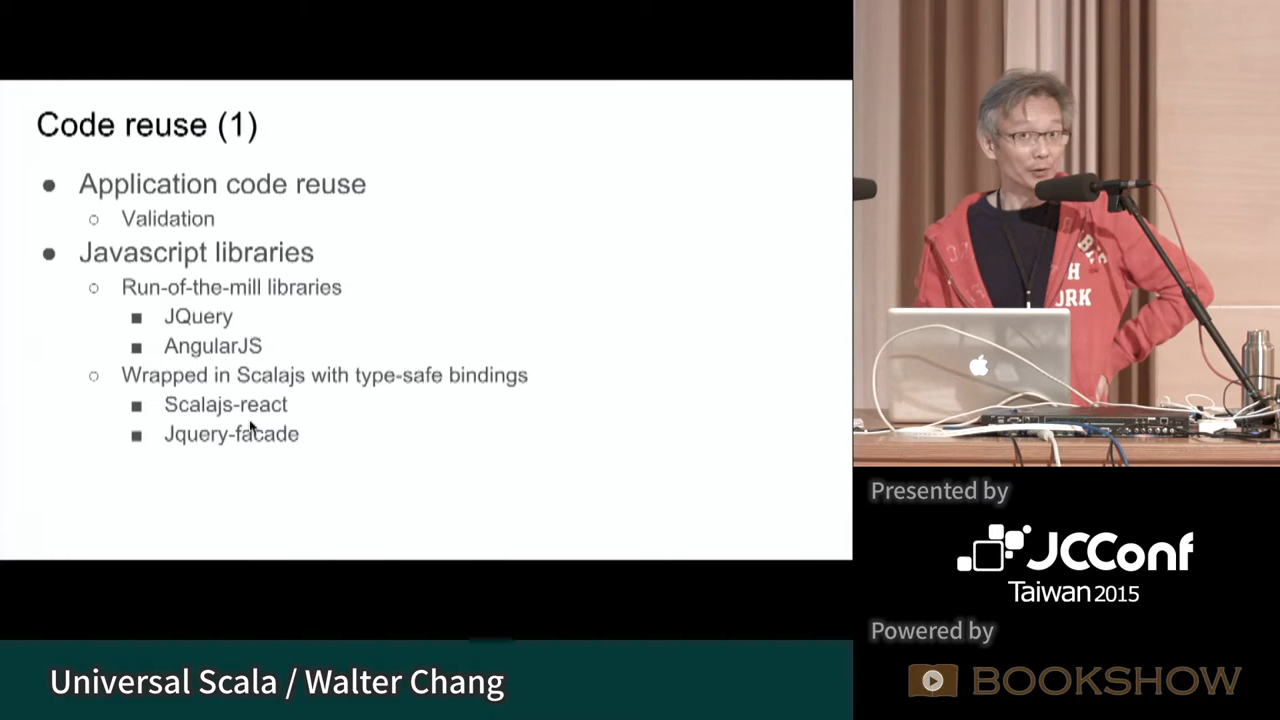 Code reuse (1)
● Application code reuse
○ Validation
● Javascript libraries
○ Run-of-the-mill libraries
■ JQuery
■ AngularJS
○ Wrapped in Scalajs with type-safe bindings
■ Scalajs-react
■ Jquery-facade
H
ORK
Presented by
JCConf
Taiwan 2015
Powered by
BOOKSHOW
Universal Scala / Walter Chang